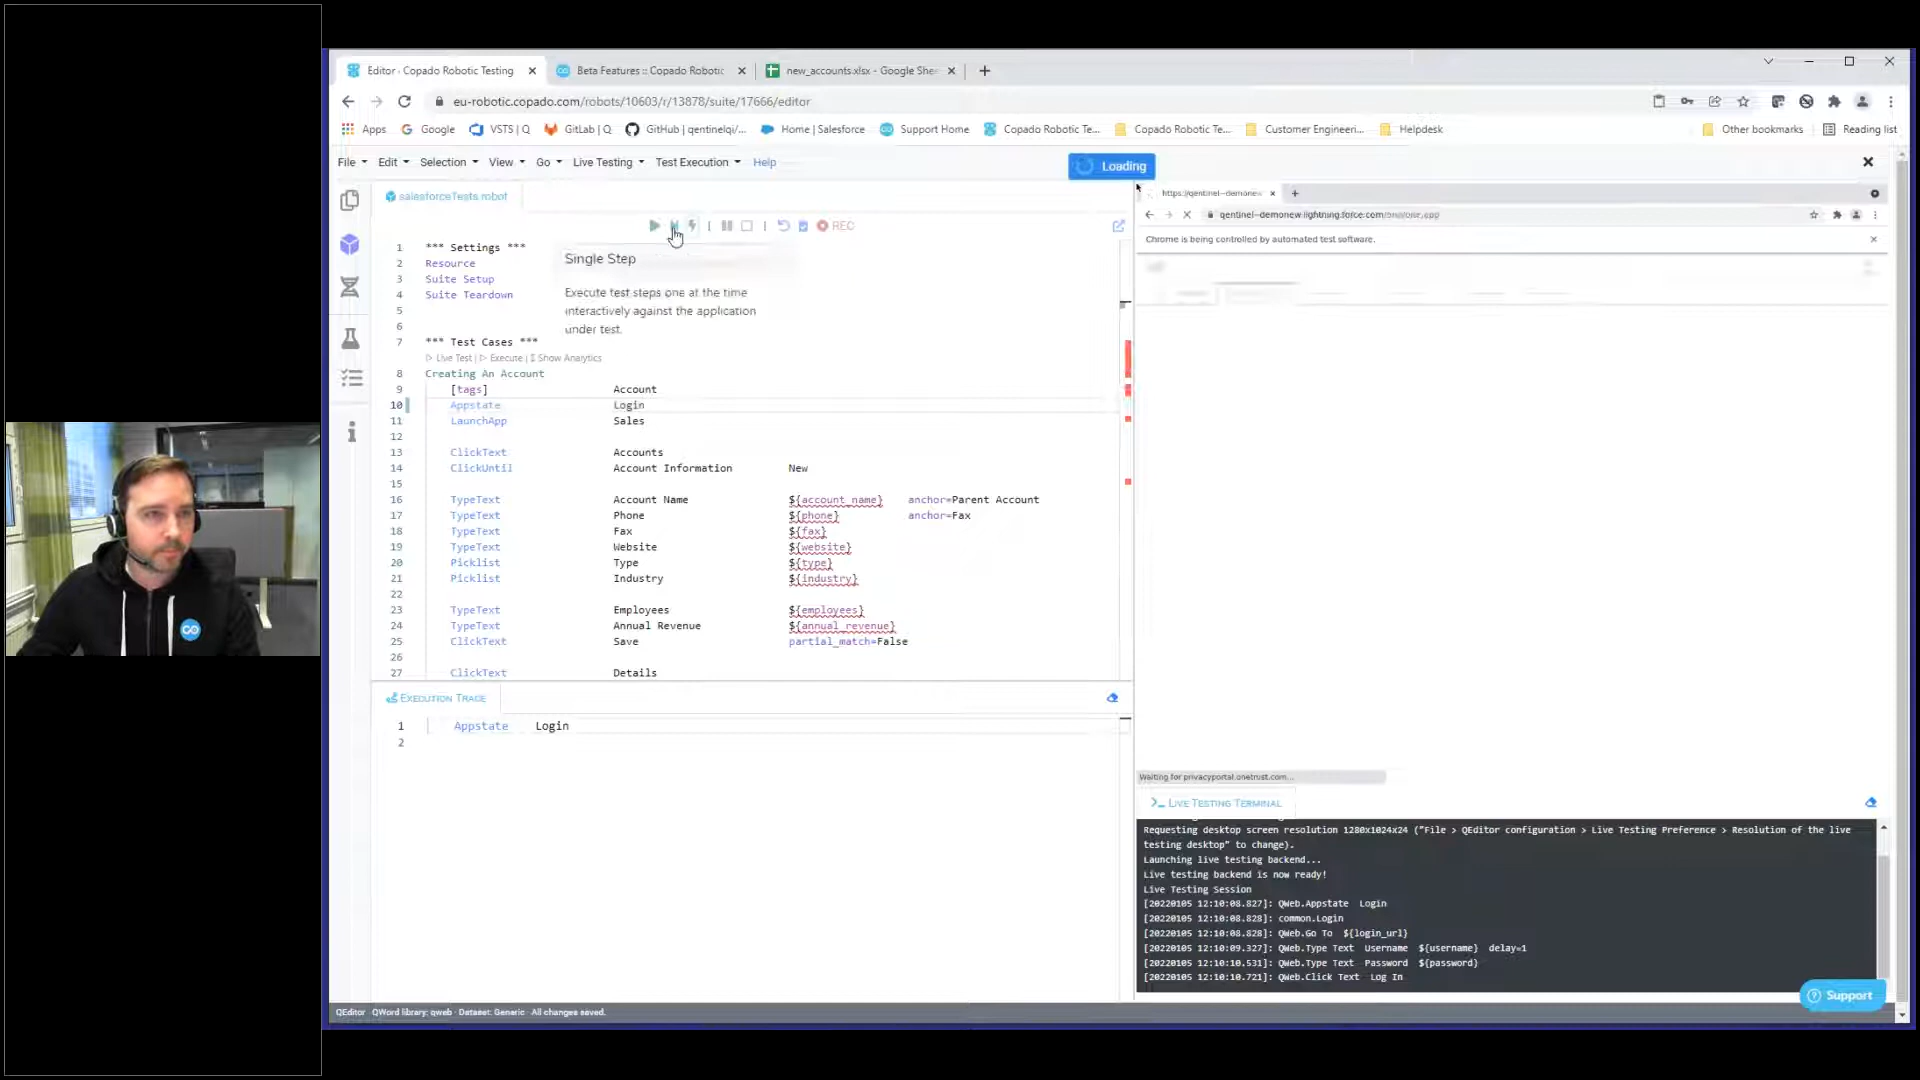 Editor - Copado Robotic Testing
Beta Features :: Copado Robotic
new_accounts.xlsx - Google She
eu-robotic.copado.com/robots/10603/r/13878/suite/17666/editor
Apps
Google
VSTS | Q
GitLab | Q
GitHub | qentinelqi/...
Home | Salesforce
Support Home
Copado Robotic Te...
Copado Robotic Te...
Customer Engineeri...
Helpdesk
Other bookmarks
Reading list
File
Edit
Selection
View
Go
Live Testing
Test Execution
Help
Loading
salesforceTests.robot
REC
1 *** Settings ***
2 Resource
3 Suite Setup
4 Suite Teardown
5
6
Single Step
Execute test steps one at the time
interactively against the application
under test.
7 *** Test Cases ***
Live Test | Execute | Show Analytics
8 Creating An Account
9 [tags] Account
10 Appstate Login
11 LaunchApp Sales
12
13 ClickText Accounts
14 ClickUntil Account Information New
15
16 TypeText Account Name ${account_name} anchor=Parent Account
17 TypeText Phone ${phone} anchor=Fax
18 TypeText Fax ${fax}
19 TypeText Website ${website}
20 Picklist Type ${type}
21 Picklist Industry ${industry}
22
23 TypeText Employees ${employees}
24 TypeText Annual Revenue ${annual_revenue}
25 ClickText Save partial_match=False
26
27 ClickText Details
EXECUTION TRACE
1 Appstate Login
2
https://qentinel--demonew
Chrome is being controlled by automated test software.
Waiting for privacyportal.onetrust.com...
LIVE TESTING TERMINAL
Requesting desktop screen resolution 1280x1024x24 ("File > QEditor configuration > Live Testing Preference > Resolution of the live
testing desktop" to change).
Launching live testing backend...
Live testing backend is now ready!
Live Testing Session
[20220105 12:10:08.827]: QWeb.Appstate Login
[20220105 12:10:08.828]: common.Login
[20220105 12:10:08.828]: QWeb.Go To ${login_url}
[20220105 12:10:09.327]: QWeb.Type Text Username ${username} delay=1
[20220105 12:10:10.531]: QWeb.Type Text Password ${password}
[20220105 12:10:10.721]: QWeb.Click Text Log In
Support
QEditor - QWord library: qweb - Dataset: Generic - All changes saved.